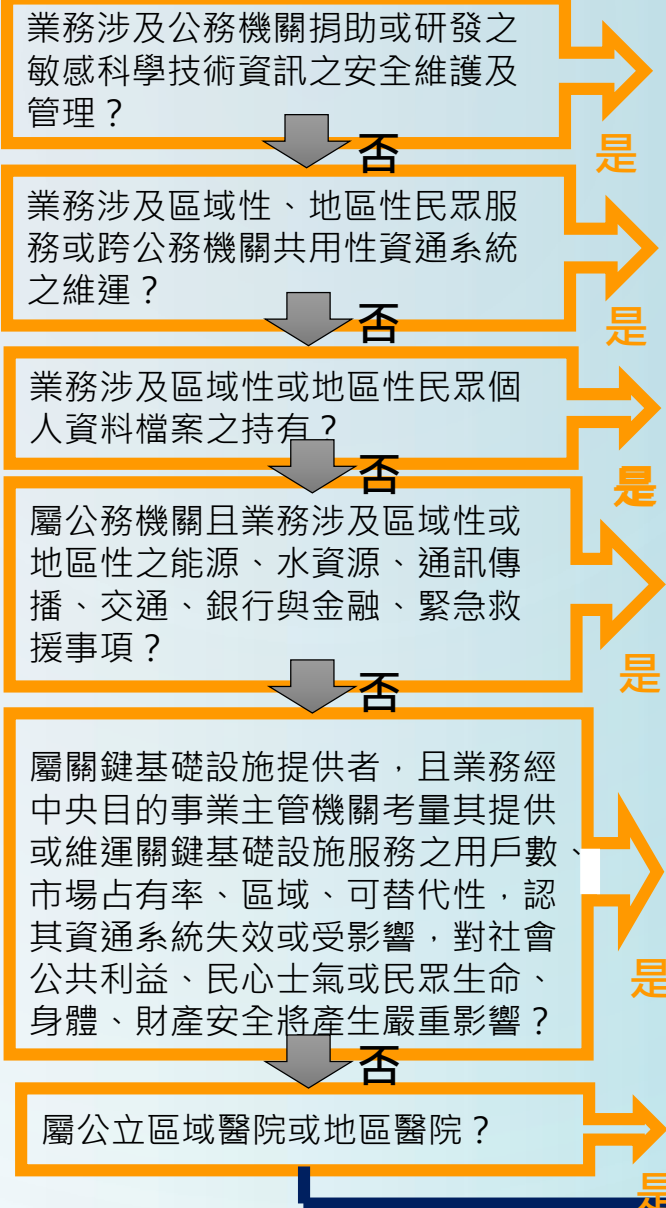 業務涉及公務機關捐助或研發之
敏感科學技術資訊之安全維護及
管理？
是
否
業務涉及區域性、地區性民眾服
務或跨公務機關共用性資通系統
之維運？
是
否
業務涉及區域性或地區性民眾個
人資料檔案之持有？
是
否
屬公務機關且業務涉及區域性或
地區性之能源、水資源、通訊傳
播、交通、銀行與金融、緊急救
援事項？
是
否
屬關鍵基礎設施提供者，且業務經
中央目的事業主管機關考量其提供
或維運關鍵基礎設施服務之用戶數、
市場占有率、區域、可替代性，認
其資通系統失效或受影響，對社會
公共利益、民心士氣或民眾生命、
身體、財產安全將產生嚴重影響？
是
否
屬公立區域醫院或地區醫院？
是